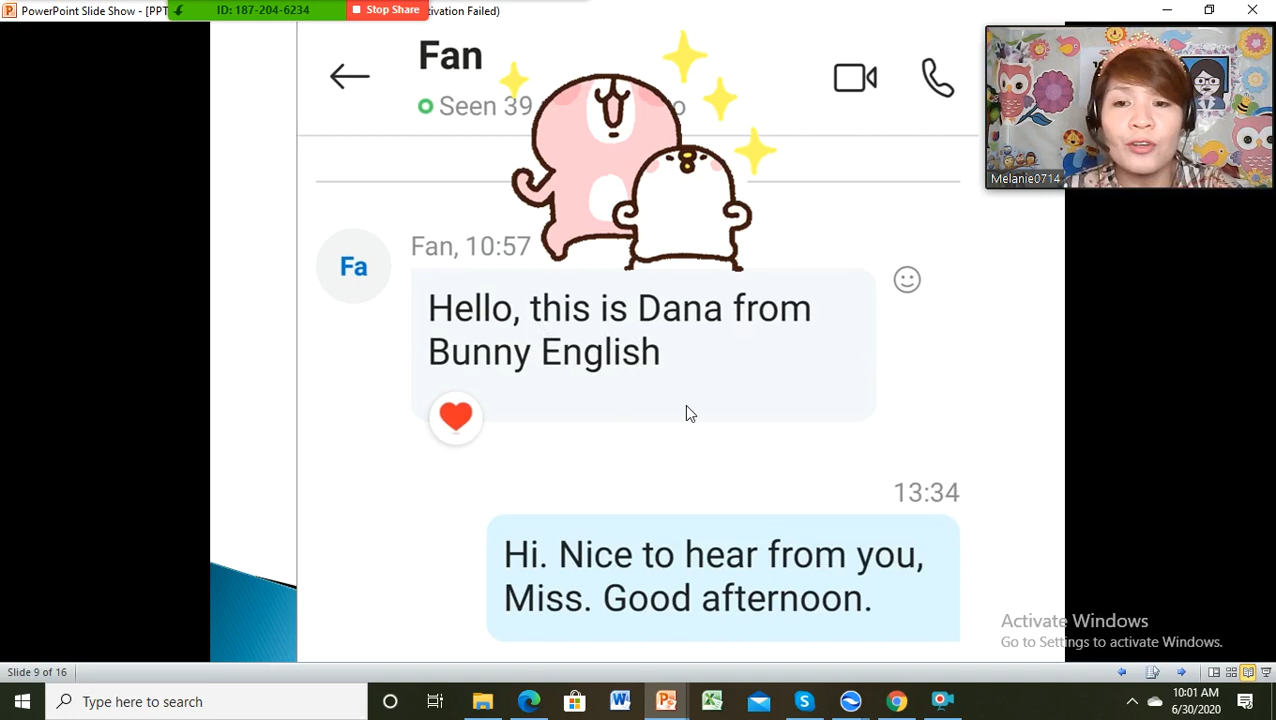 PowerPoint Slide Show - [PPT
ID: 187-204-6234
Stop Share
tivation Failed)
Fan
Seen 39
o
Melanie0714
Fan, 10:57
Fa
Hello, this is Dana from
Bunny English
13:34
Hi. Nice to hear from you,
Miss. Good afternoon.
Activate Windows
Go to Settings to activate Windows.
Slide 9 of 16
Type here to search
10:01 AM
6/30/2020